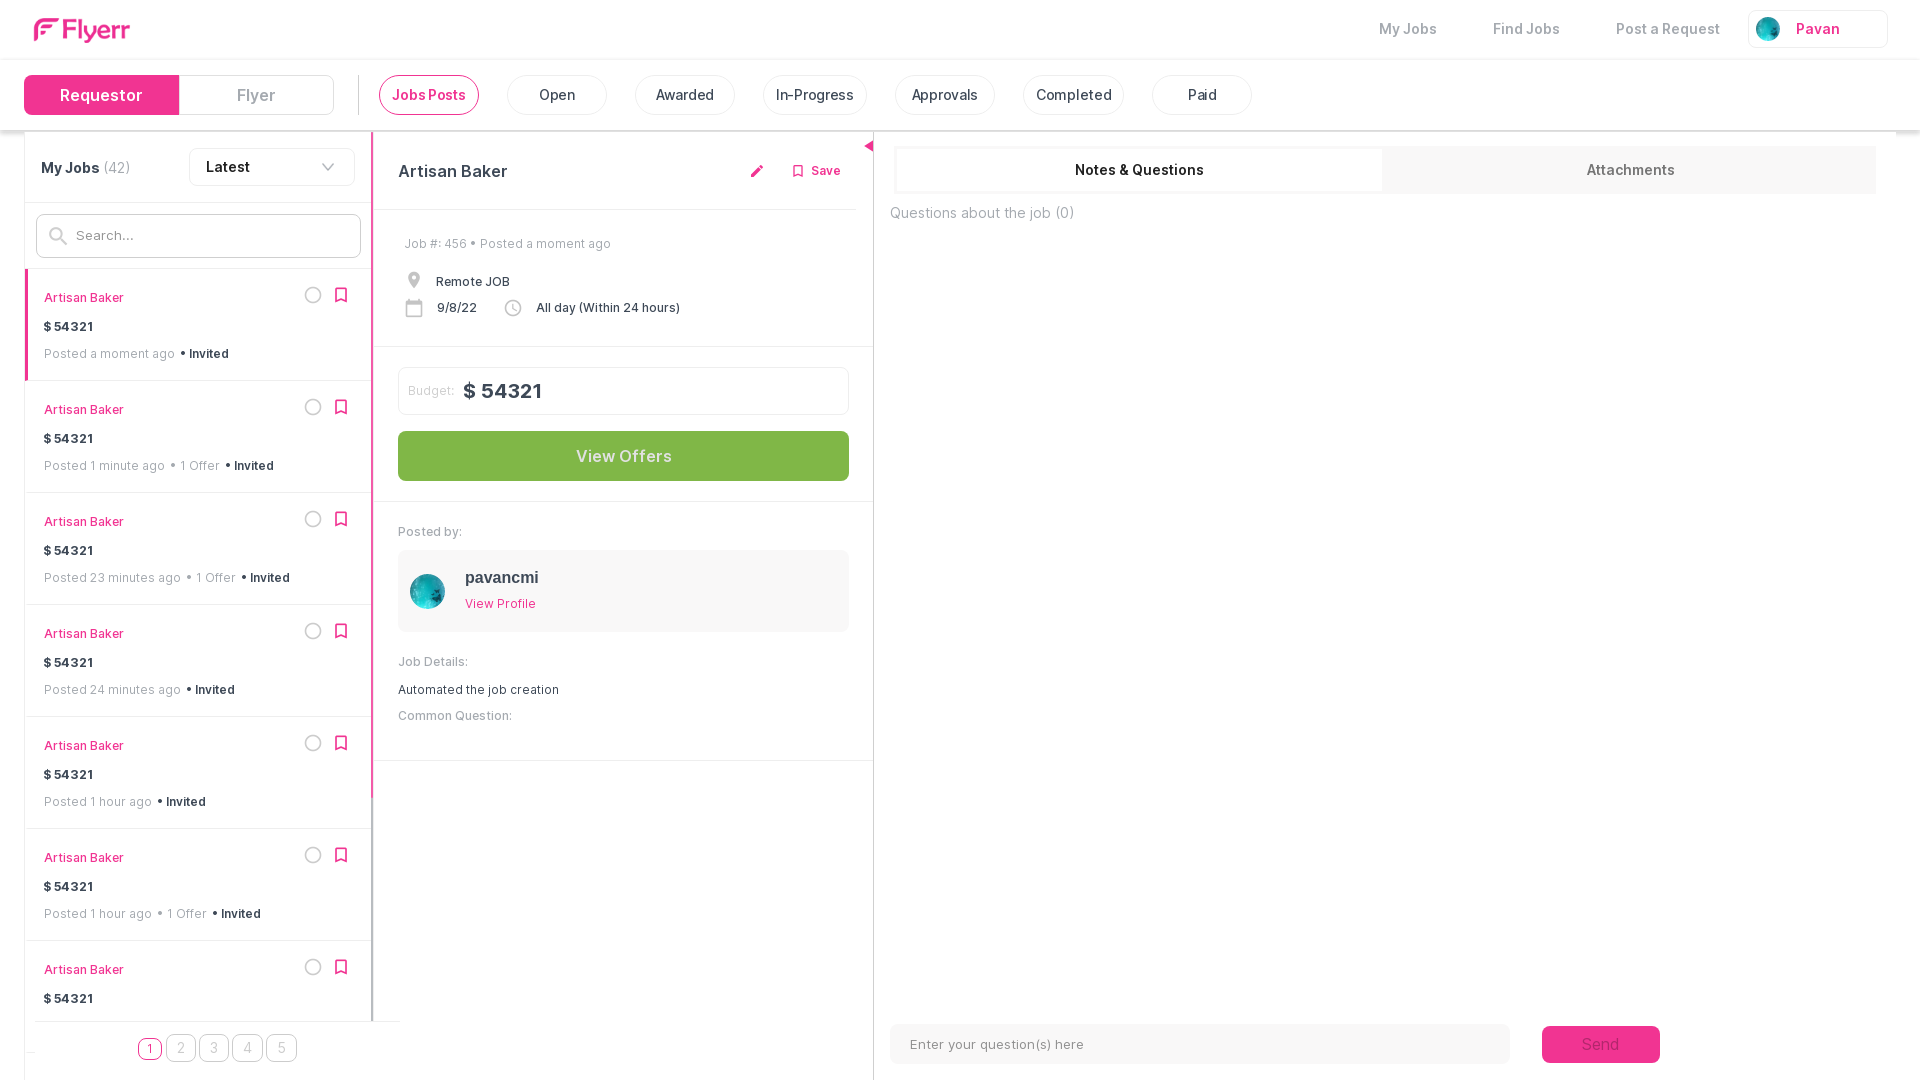 Flyerr
My Jobs
Find Jobs
Post a Request
Pavan
Requestor
Flyer
Jobs Posts
Open
Awarded
In-Progress
Approvals
Completed
Paid
My Jobs (42)
Latest
Search...
Artisan Baker
$ 54321
Posted a moment ago • Invited
Artisan Baker
$ 54321
Posted 1 minute ago • 1 Offer • Invited
Artisan Baker
$ 54321
Posted 23 minutes ago • 1 Offer • Invited
Artisan Baker
$ 54321
Posted 24 minutes ago • Invited
Artisan Baker
$ 54321
Posted 1 hour ago • Invited
Artisan Baker
$ 54321
Posted 1 hour ago • 1 Offer • Invited
Artisan Baker
$ 54321
1 2 3 4 5
Artisan Baker
Save
Job #: 456 • Posted a moment ago
Remote JOB
9/8/22
All day (Within 24 hours)
Budget: $ 54321
View Offers
Posted by:
pavancmi
View Profile
Job Details:
Automated the job creation
Common Question:
Notes & Questions
Attachments
Questions about the job (0)
Enter your question(s) here
Send